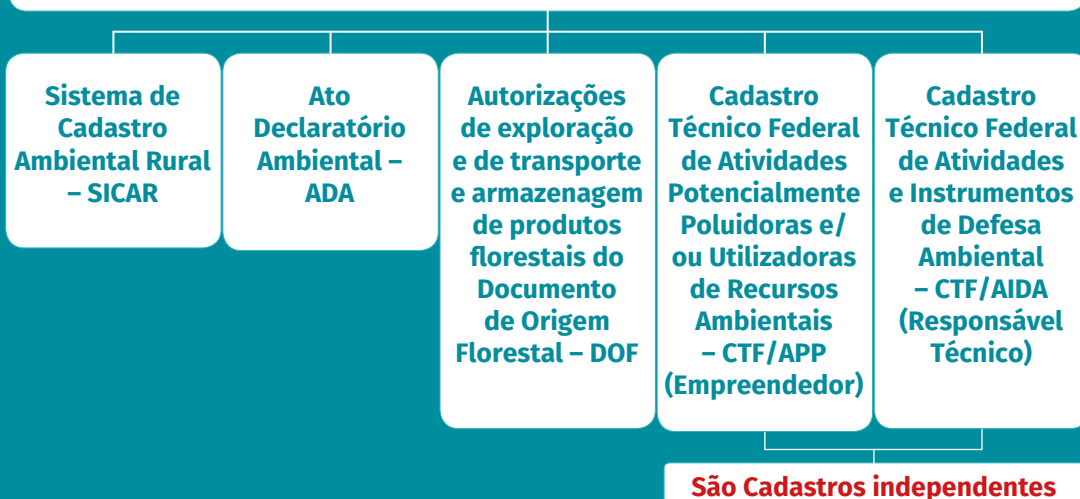 Sistema de
Cadastro
Ambiental Rural
– SICAR
Ato
Declaratório
Ambiental –
ADA
Autorizações
de exploração
e de transporte
e armazenagem
de produtos
florestais do
Documento
de Origem
Florestal – DOF
Cadastro
Técnico Federal
de Atividades
Potencialmente
Poluidoras e/
ou Utilizadoras
de Recursos
Ambientais
– CTF/APP
(Empreendedor)
Cadastro
Técnico Federal
de Atividades
e Instrumentos
de Defesa
Ambiental
– CTF/AIDA
(Responsável
Técnico)
São Cadastros independentes